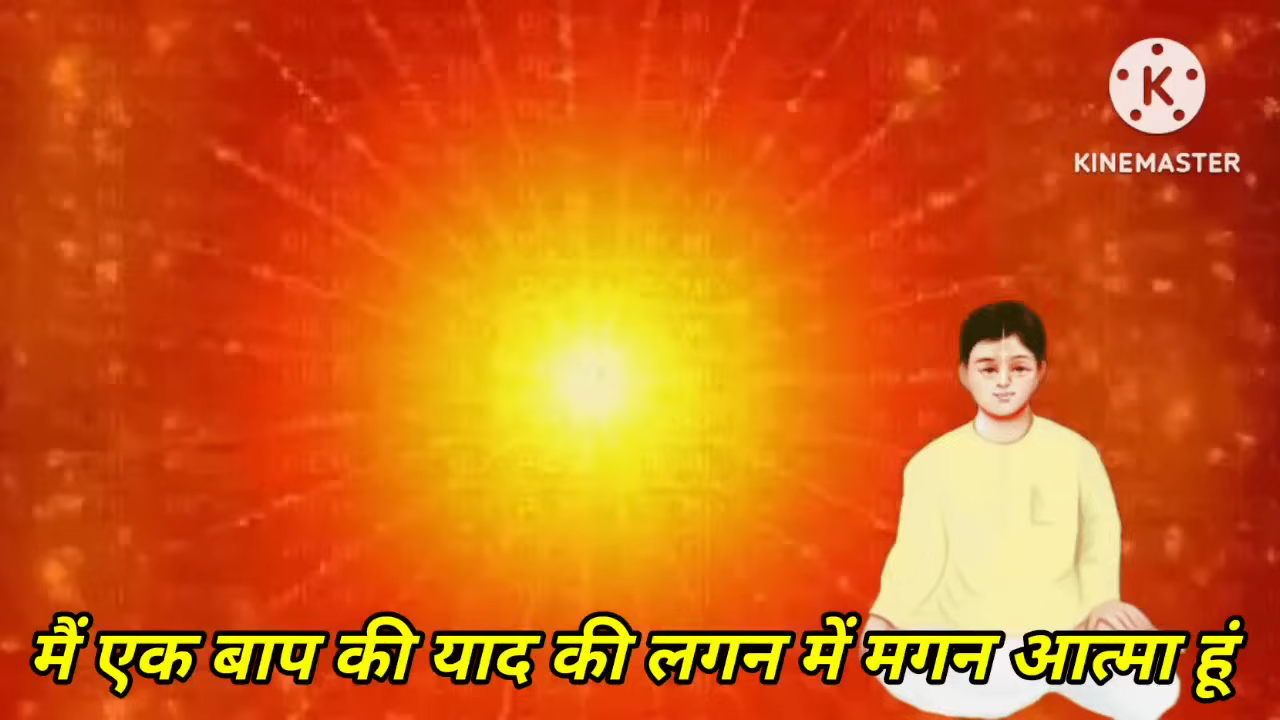 K
KINEMASTER
मैं एक बाप की याद की लगन में मगन आत्मा हूं